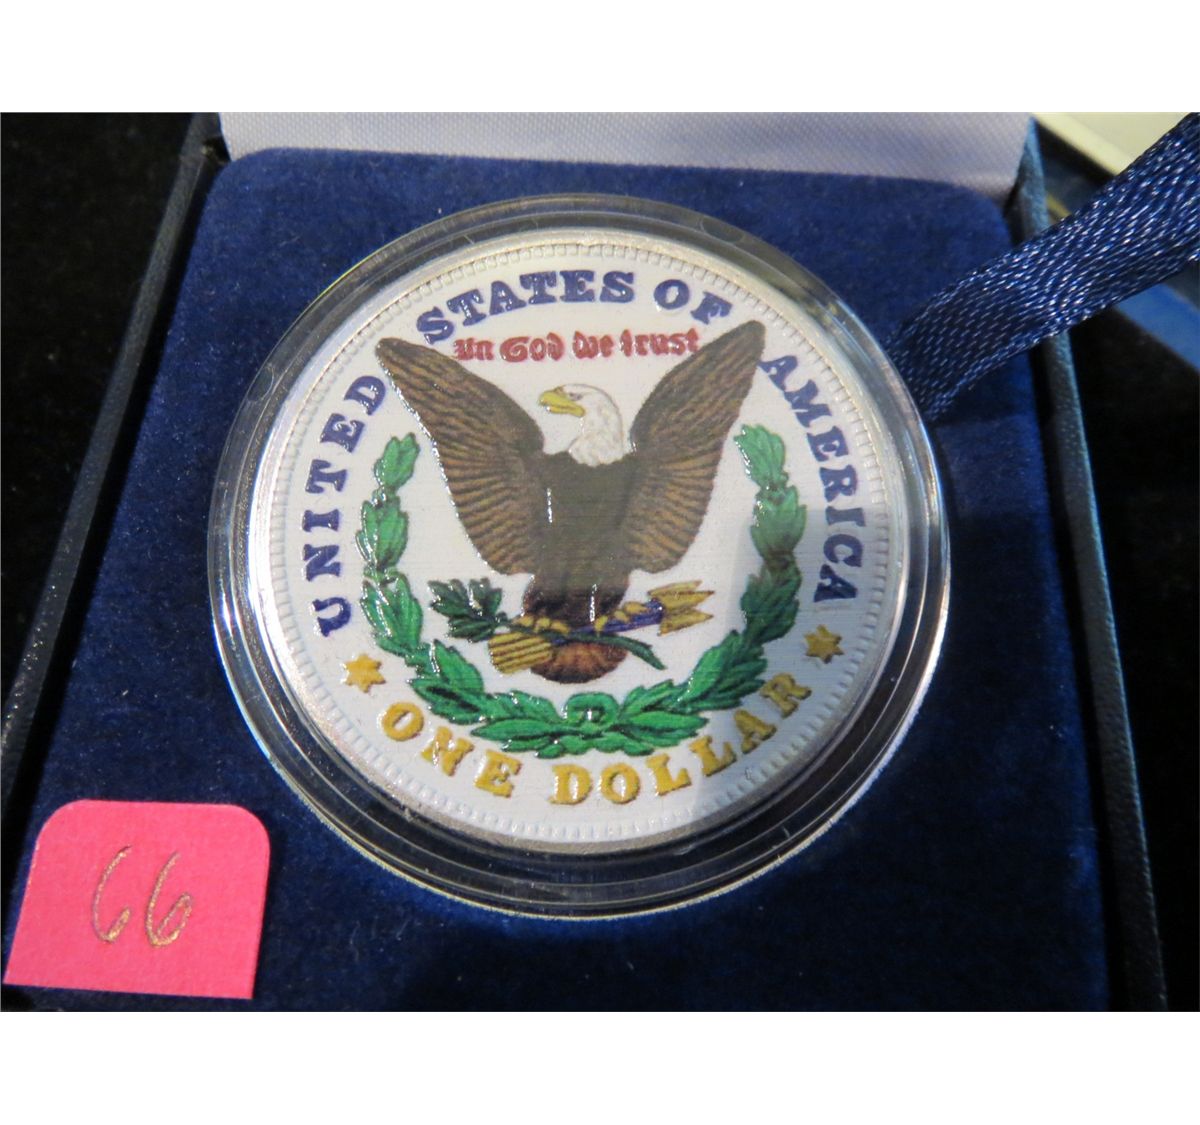 UNITED STATES OF AMERICA
In God we trust
ONE DOLLAR
66